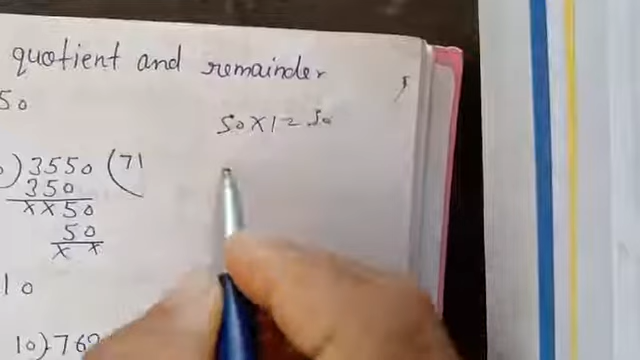 quotient and remainder
50
50 x 1 = 50
) 3550 ( 71
350
x x 50
50
x x
10
10) 762